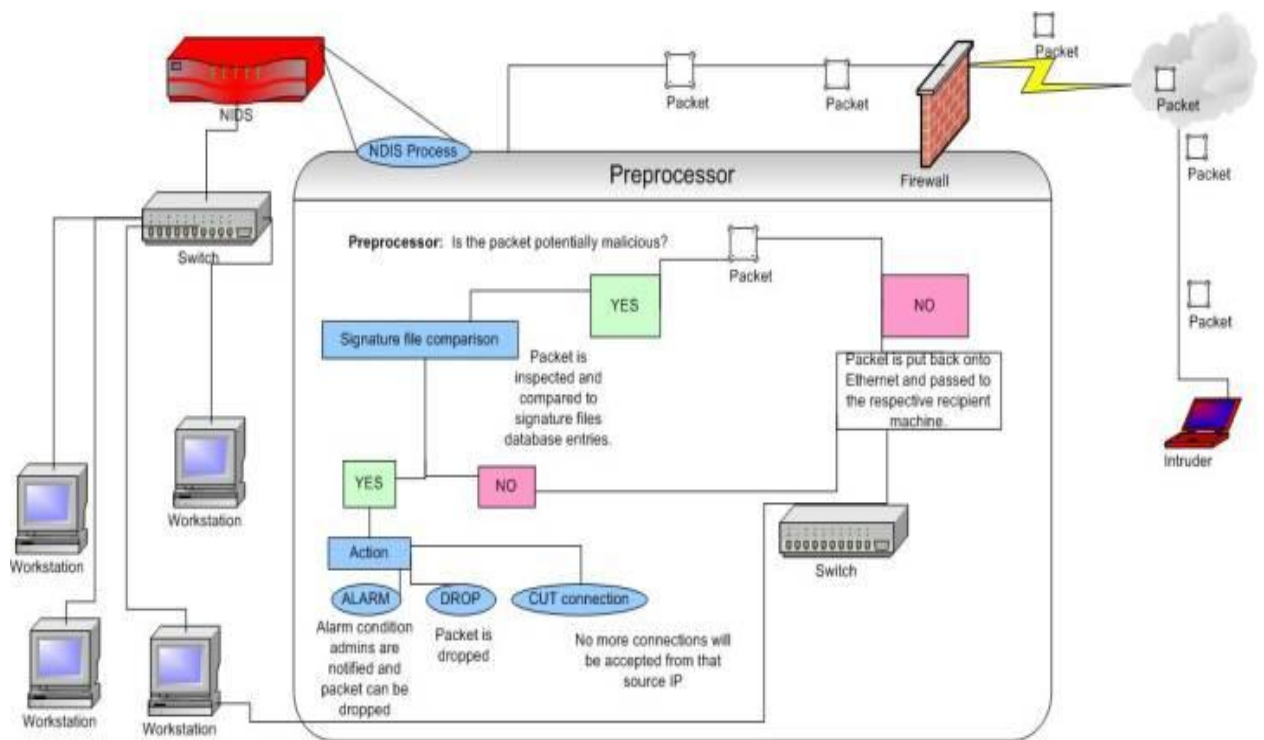 Packet
Packet
Packet
Packet
NIDS
NDIS Process
Preprocessor
Firewall
Packet
Switch
Preprocessor: Is the packet potentially malicious?
Packet
YES
NO
Packet
Signature file comparison
Packet is
inspected and
compared to
signature files
database entries.
Packet is put back onto
Ethernet and passed to
the respective recipient
machine.
Intruder
YES
NO
Workstation
Workstation
Action
Switch
ALARM
DROP
CUT connection
Alarm condition
admins are
notified and
packet can be
dropped
Packet is
dropped
No more connections will
be accepted from that
source IP
Workstation
Workstation